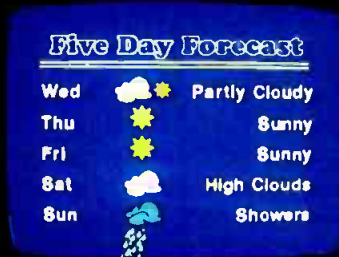 Five Day Forecast
Wed Partly Cloudy
Thu Sunny
Fri Sunny
Sat High Clouds
Sun Showers